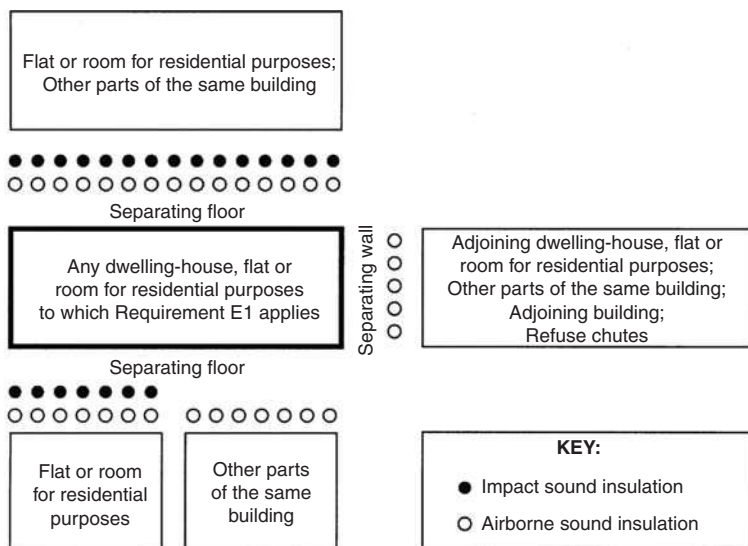 Flat or room for residential purposes;
Other parts of the same building
Separating floor
Any dwelling-house, flat or
room for residential purposes
to which Requirement E1 applies
Separating wall
Adjoining dwelling-house, flat or
room for residential purposes;
Other parts of the same building;
Adjoining building;
Refuse chutes
Separating floor
Flat or room
for residential
purposes
Other parts
of the same
building
KEY:
Impact sound insulation
Airborne sound insulation